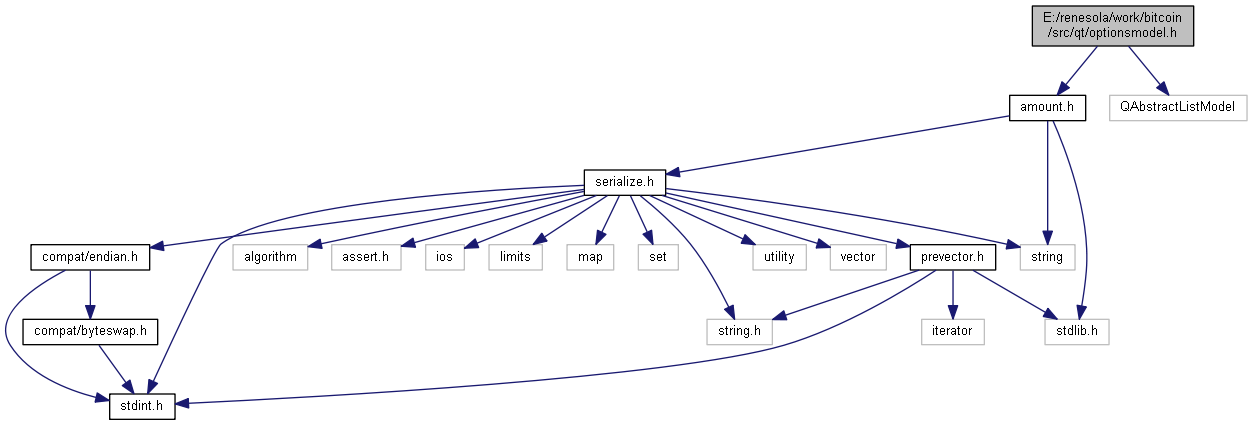 E:/renesola/work/bitcoin
/src/qt/optionsmodel.h
amount.h
QAbstractListModel
serialize.h
compat/endian.h
algorithm
assert.h
ios
limits
map
set
utility
vector
prevector.h
string
compat/byteswap.h
string.h
iterator
stdlib.h
stdint.h